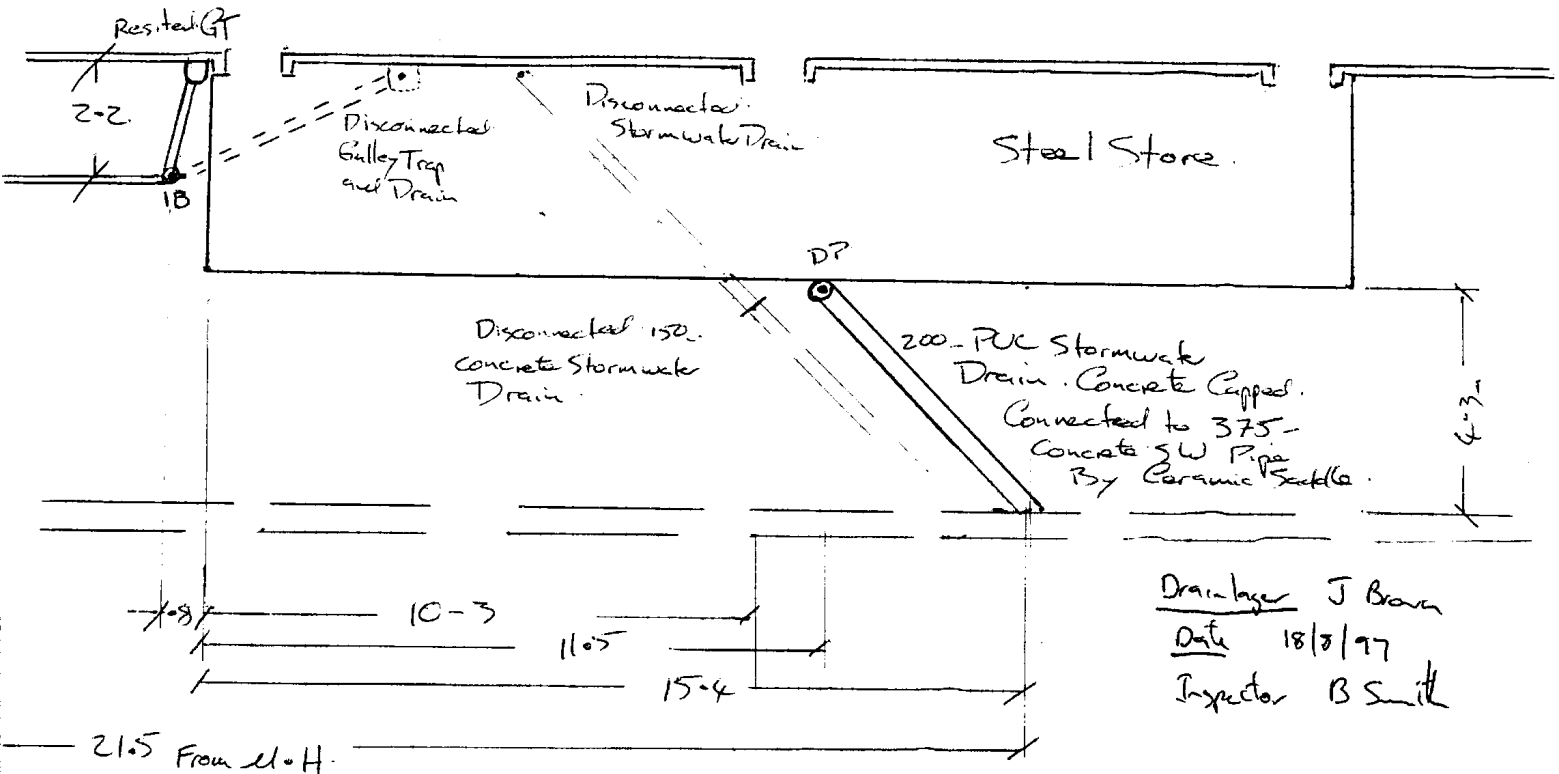 Resited GT
2-2
IB
Disconnected
Gulley Trap
and Drain
Disconnected
Stormwater Drain
Steel Store.
DP
Disconnected 150-
concrete Stormwater
Drain.
200-PVC Stormwater
Drain. Concrete Capped.
Connected to 375-
Concrete SW Pipe
By Ceramic Saddle.
4-3
.8
10-3
11.5
15.4
21.5 From M.H.
Drainlayer J Brown
Date 18/8/97
Inspector B Smith